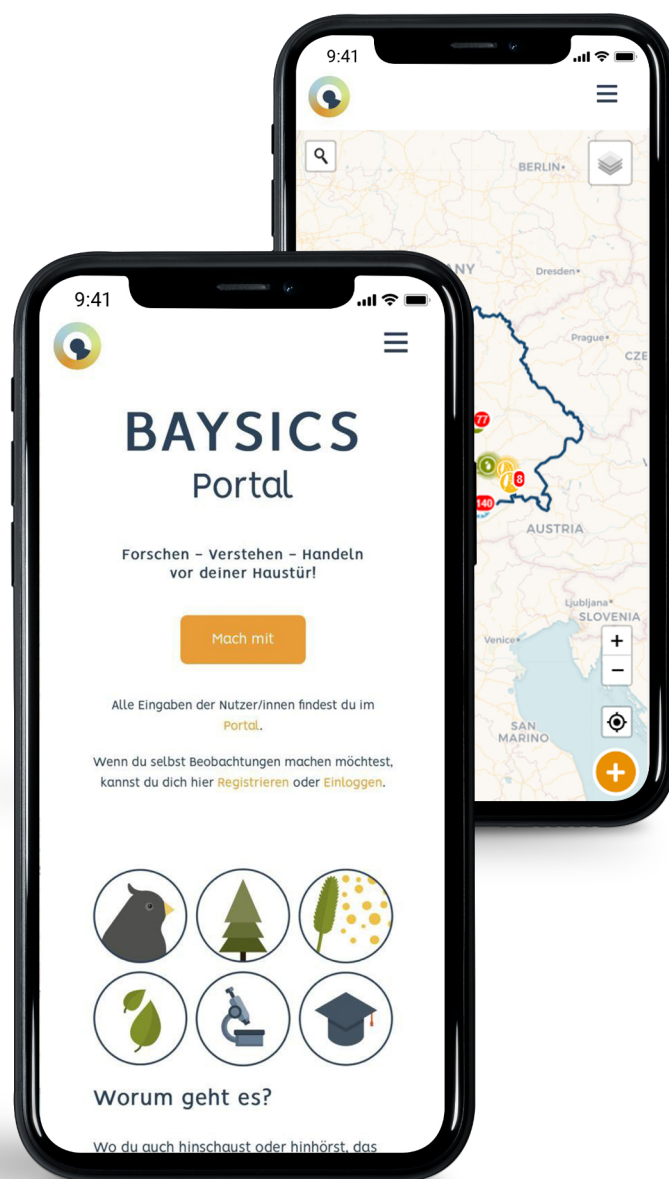 9:41
BERLIN
NY
Dresden
Prague
CZE
77
8
140
AUSTRIA
Ljubljana
SLOVENIA
Venice
+
−
SAN
MARINO
+
9:41
BAYSICS
Portal
Forschen – Verstehen – Handeln
vor deiner Haustür!
Mach mit
Alle Eingaben der Nutzer/innen findest du im
Portal.
Wenn du selbst Beobachtungen machen möchtest,
kannst du dich hier Registrieren oder Einloggen.
Worum geht es?
Wo du auch hinschaust oder hinhörst, das